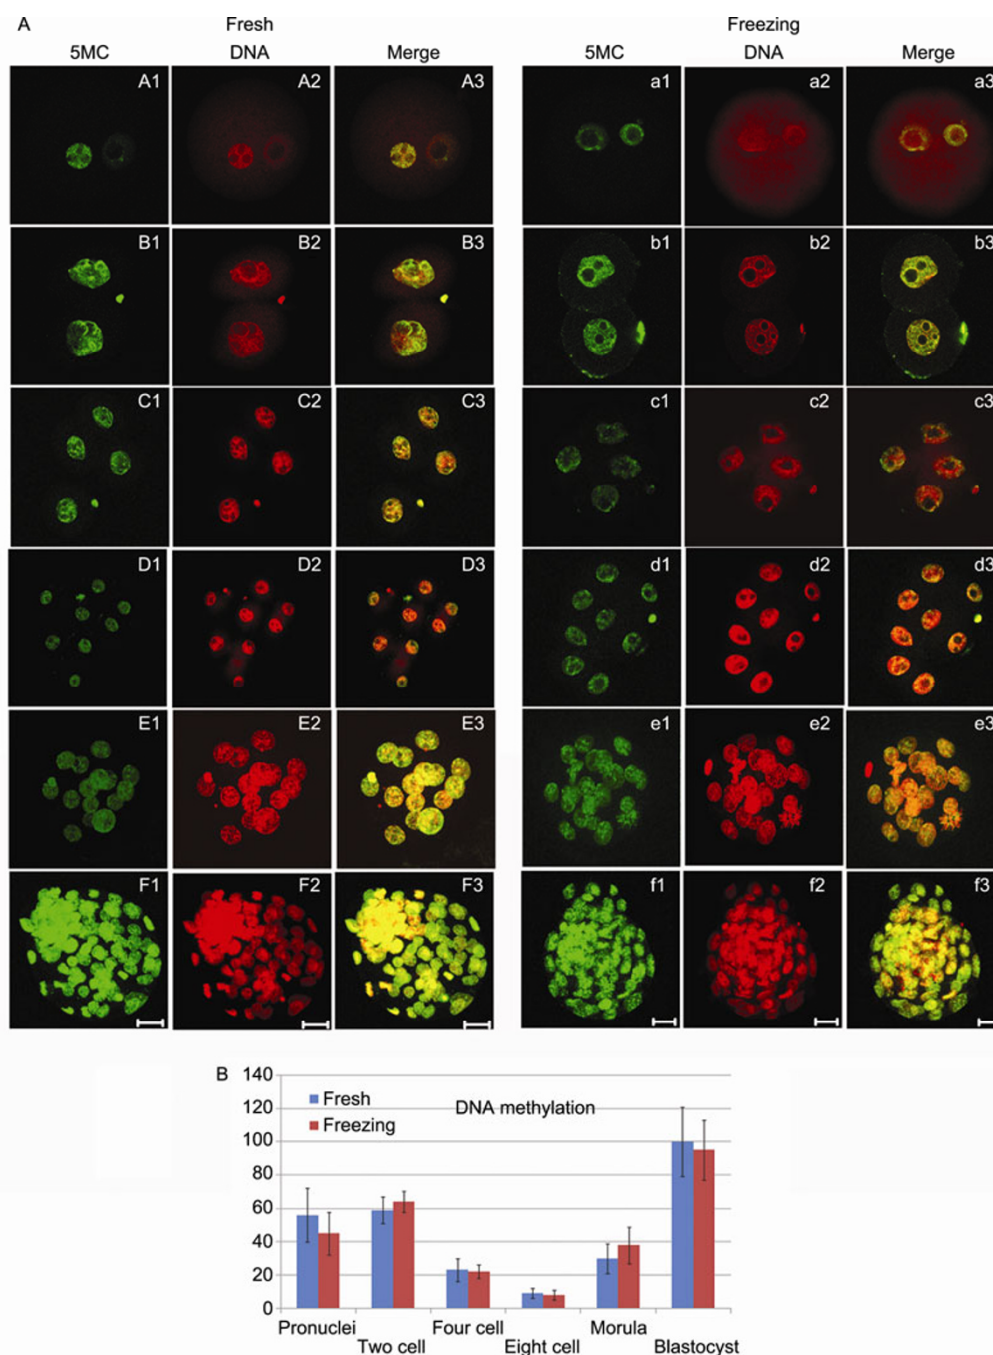 A
Fresh Freezing
5MC DNA Merge 5MC DNA Merge
A1 A2 A3 a1 a2 a3
B1 B2 B3 b1 b2 b3
C1 C2 C3 c1 c2 c3
D1 D2 D3 d1 d2 d3
E1 E2 E3 e1 e2 e3
F1 F2 F3 f1 f2 f3
B
DNA methylation
Fresh
Freezing
140
120
100
80
60
40
20
0
Pronuclei Two cell Four cell Eight cell Morula Blastocyst